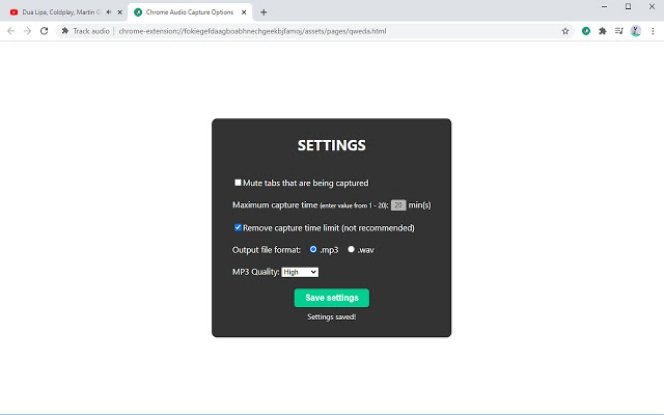 Dua Lipa, Coldplay, Martin G
Chrome Audio Capture Options
Track audio | chrome-extension://fokiegefdaagboabhnechgeekbjfamoj/assets/pages/qweda.html
SETTINGS
Mute tabs that are being captured
Maximum capture time (enter value from 1 - 20): 20 min(s)
Remove capture time limit (not recommended)
Output file format: .mp3 .wav
MP3 Quality: High
Save settings
Settings saved!